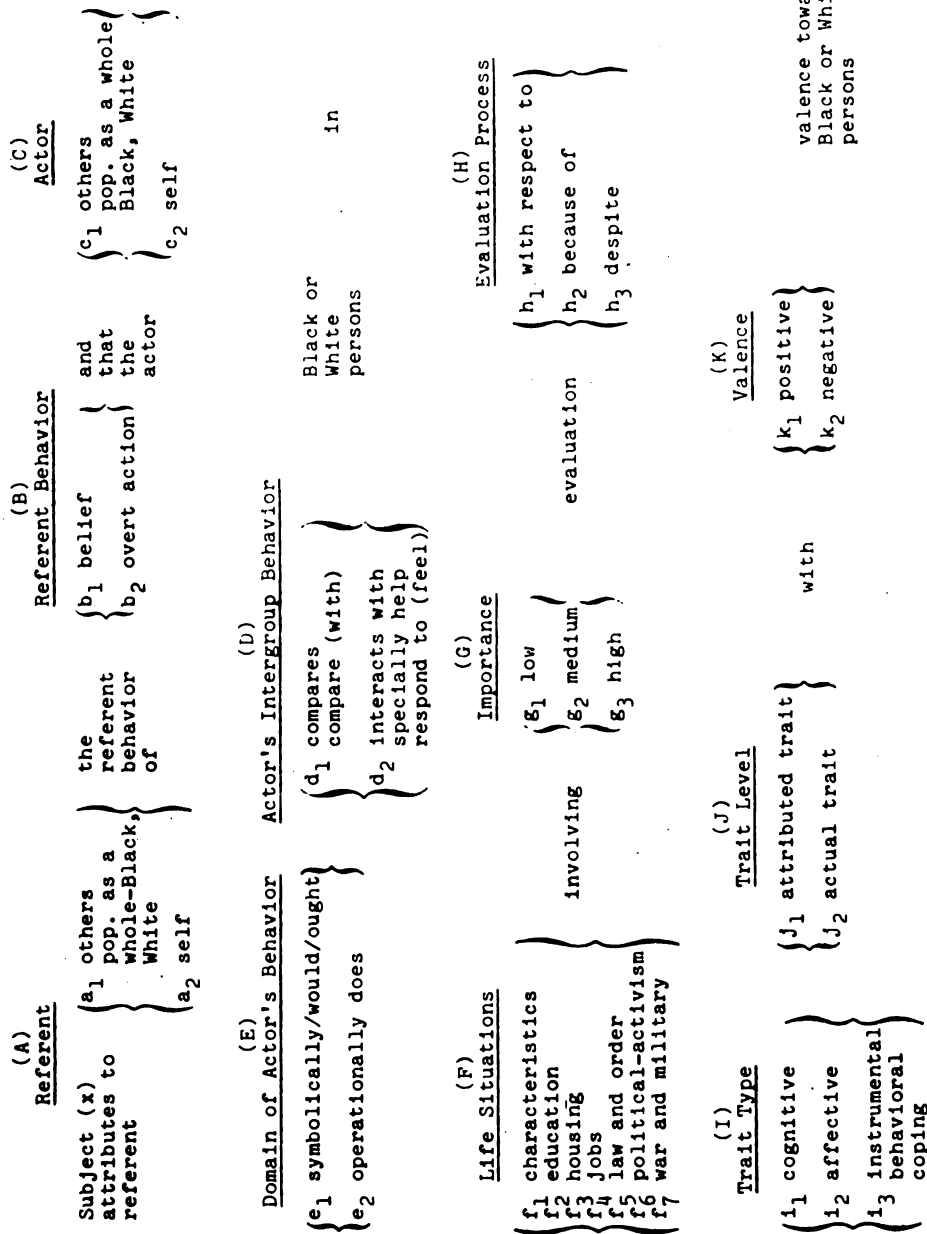 (A)
Referent
Subject (x)
attributes to
referent
a1 others
pop. as a
whole-Black,
White
a2 self
the
referent
behavior
of
(B)
Referent Behavior
b1 belief
b2 overt action
and
that
the
actor
(C)
Actor
c1 others
pop. as a whole
Black, White
c2 self
(E)
Domain of Actor's Behavior
e1 symbolically/would/ought
e2 operationally does
(D)
Actor's Intergroup Behavior
d1 compares
compare (with)
d2 interacts with
specially help
respond to (feel)
Black or
White
persons
in
(F)
Life Situations
f1 characteristics
f2 education
f3 housing
f4 jobs
f5 law and order
f6 political-activism
f7 war and military
involving
(G)
Importance
g1 low
g2 medium
g3 high
evaluation
(H)
Evaluation Process
h1 with respect to
h2 because of
h3 despite
(I)
Trait Type
i1 cognitive
i2 affective
i3 instrumental
behavioral
coping
(J)
Trait Level
j1 attributed trait
j2 actual trait
with
(K)
Valence
k1 positive
k2 negative
valence towa
Black or Whi
persons